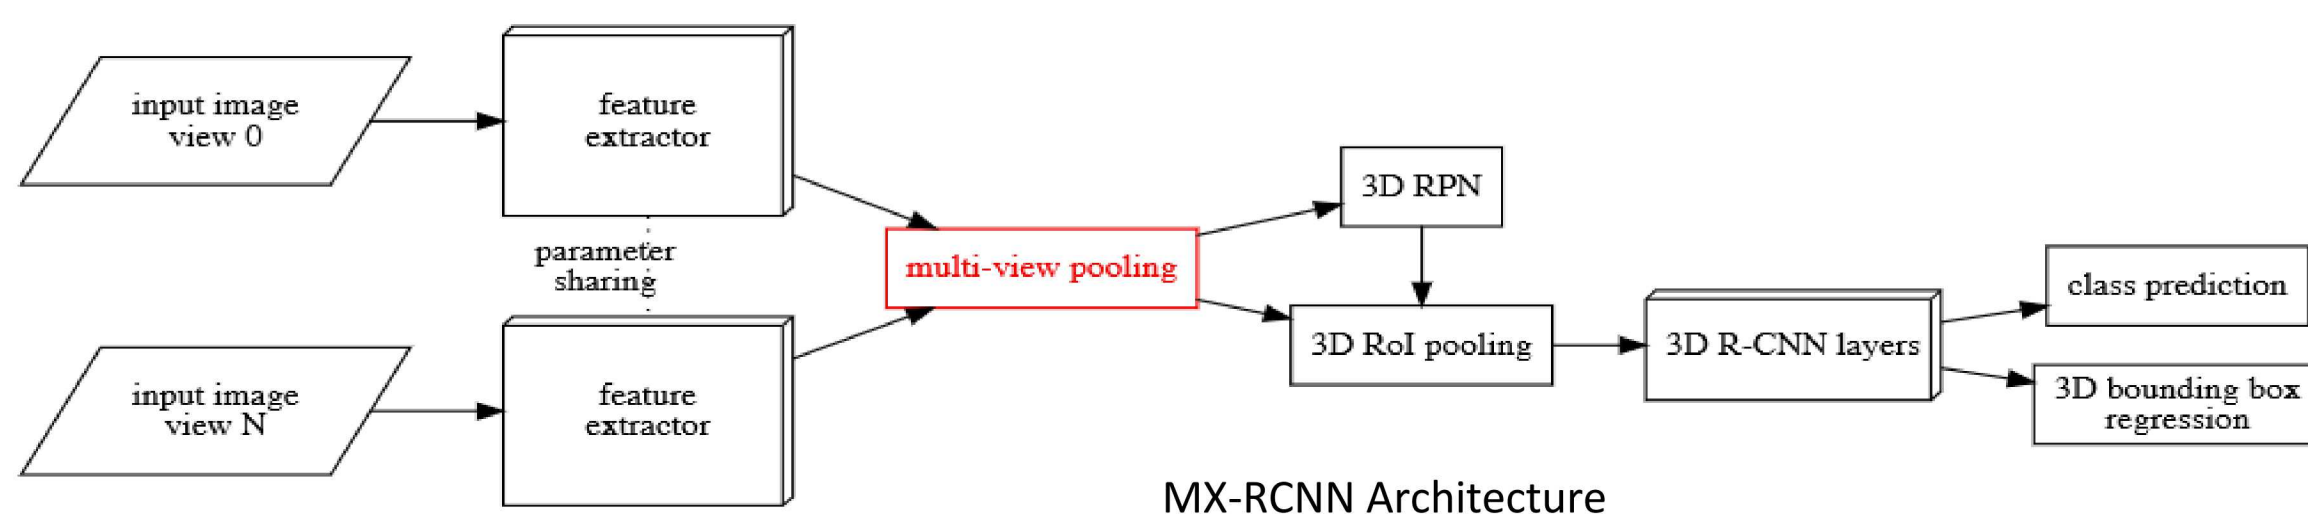 input image
view 0
feature
extractor
parameter
sharing
input image
view N
feature
extractor
multi-view pooling
3D RPN
3D RoI pooling
3D R-CNN layers
class prediction
3D bounding box
regression
MX-RCNN Architecture